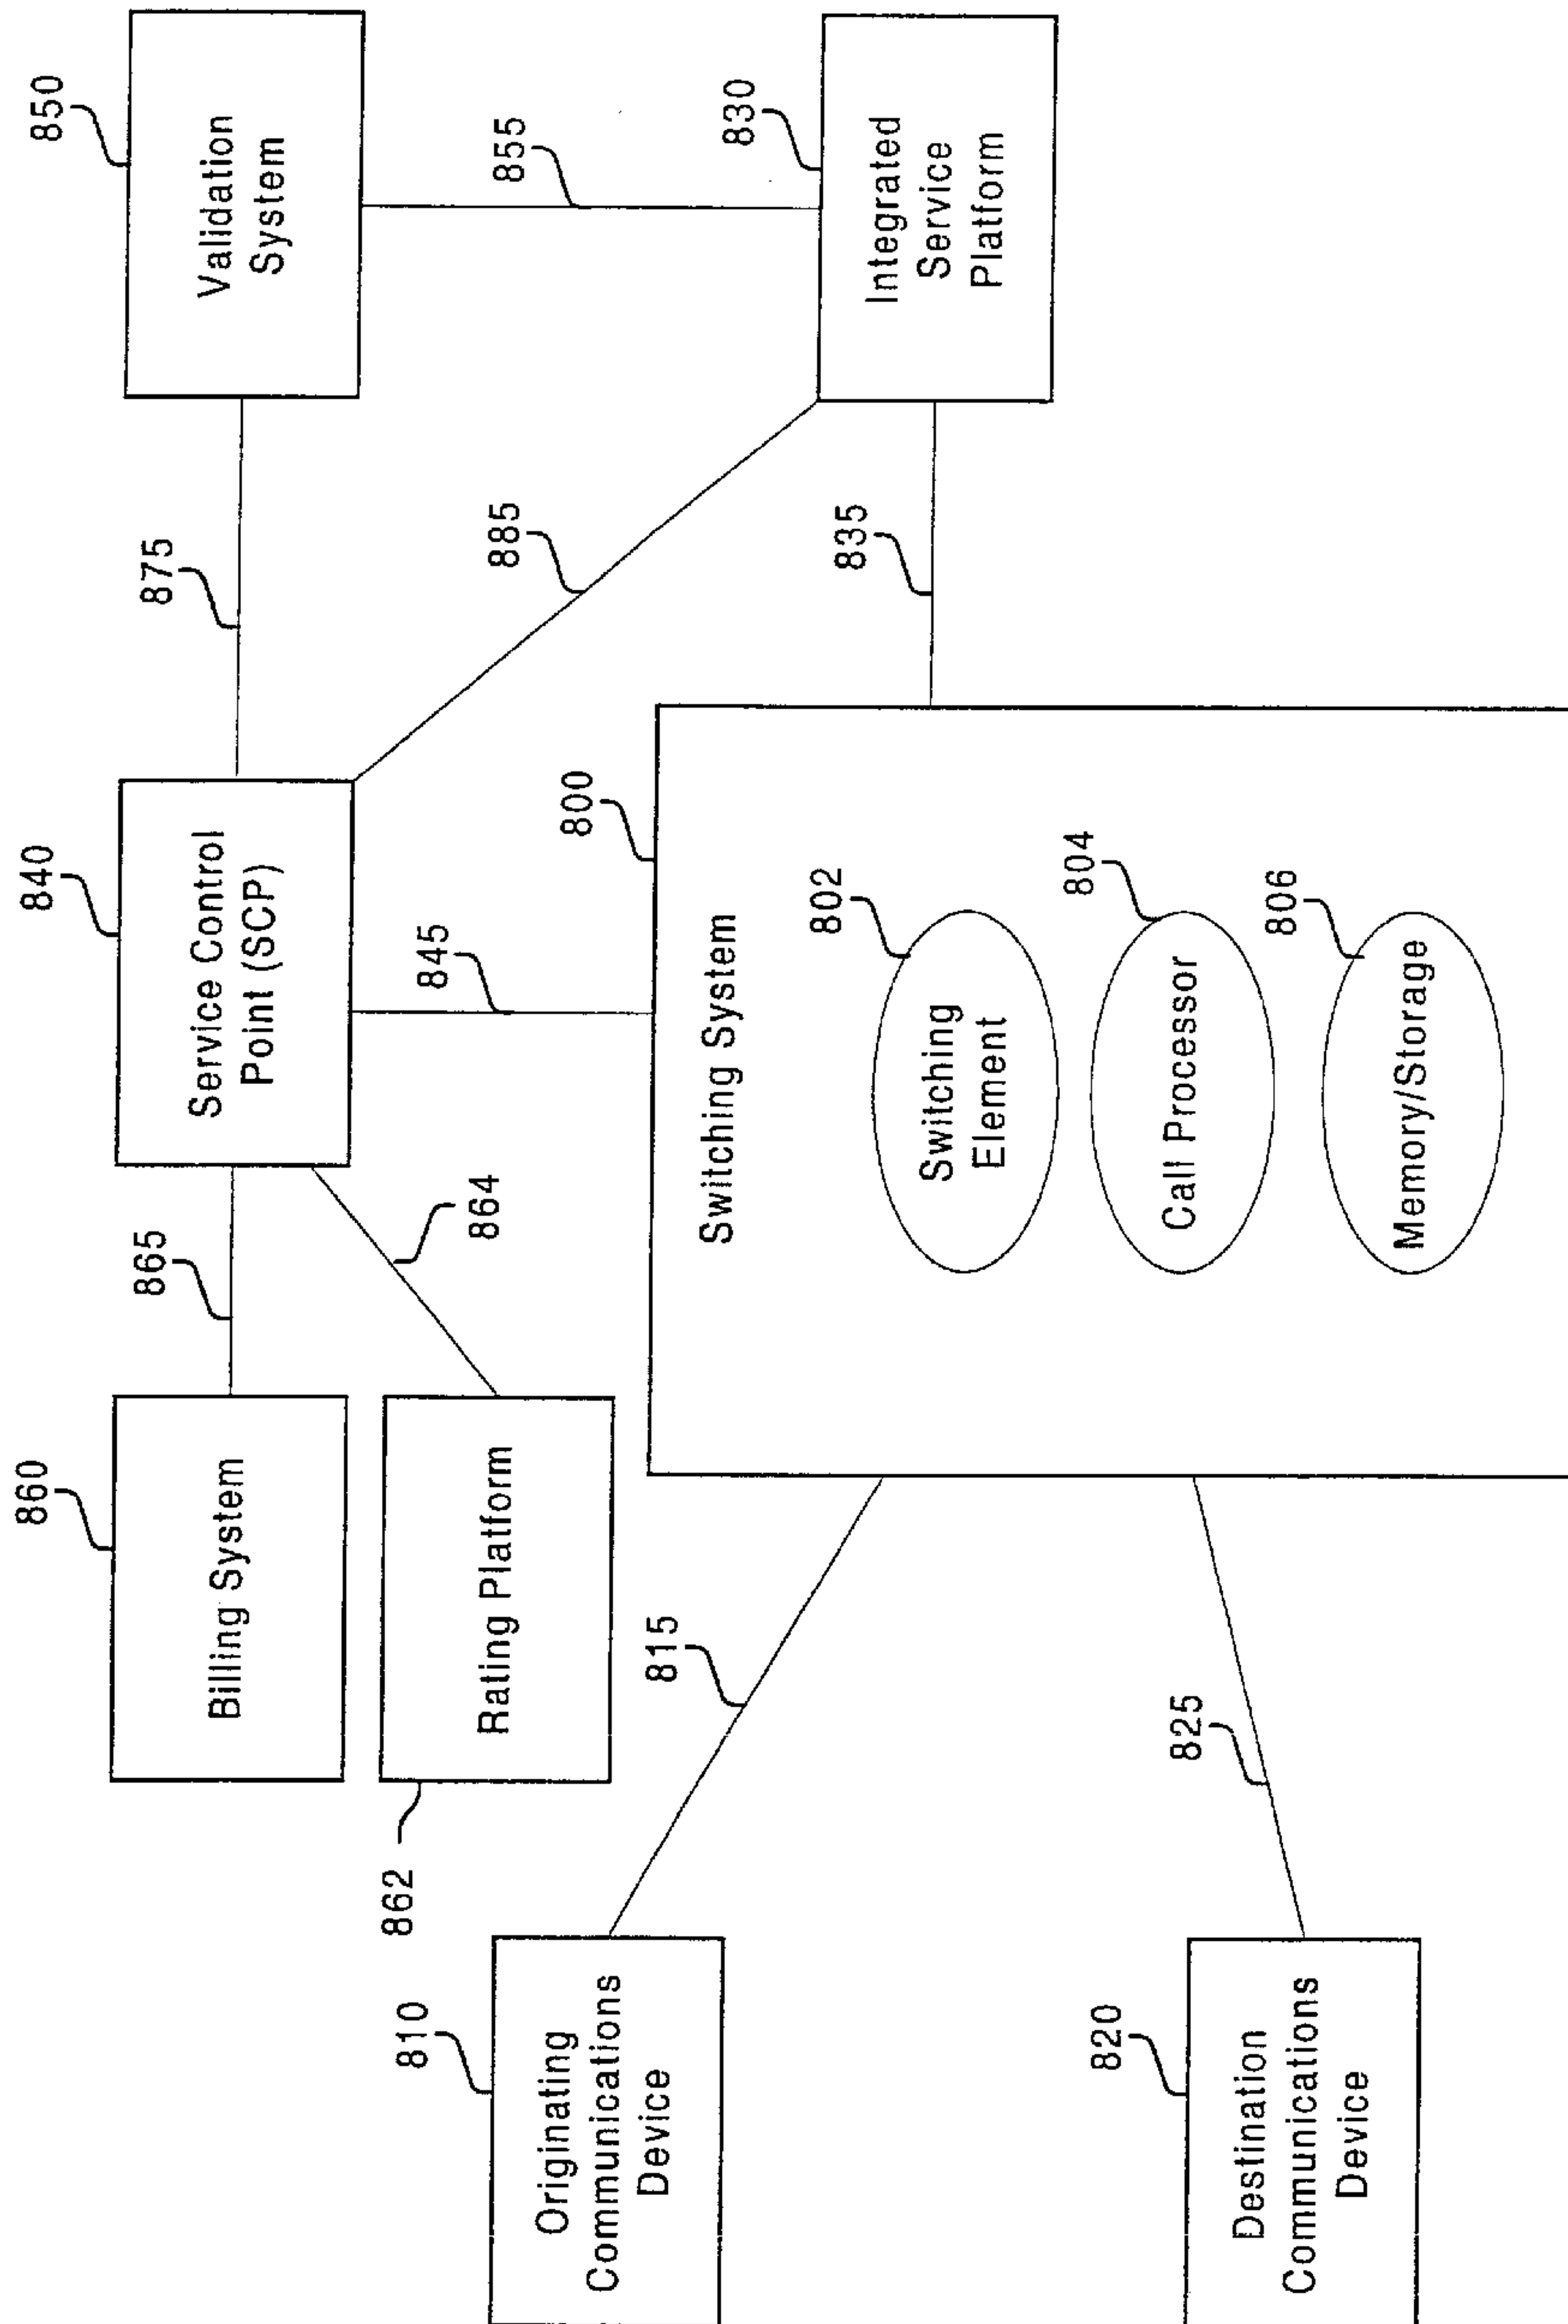 860
Billing System
865
840
Service Control
Point (SCP)
875
850
Validation
System
862
Rating Platform
864
845
885
855
810
Originating
Communications
Device
815
800
Switching System
802
Switching
Element
804
Call Processor
806
Memory/Storage
835
830
Integrated
Service
Platform
820
Destination
Communications
Device
825